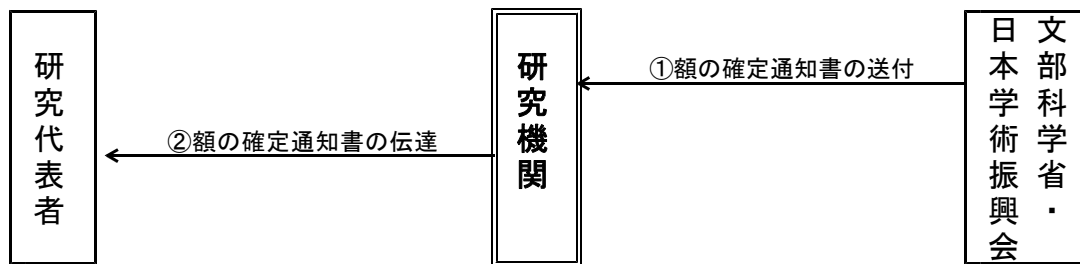 研究代表者
②額の確定通知書の伝達
研究機関
①額の確定通知書の送付
文部科学省・
日本学術振興会